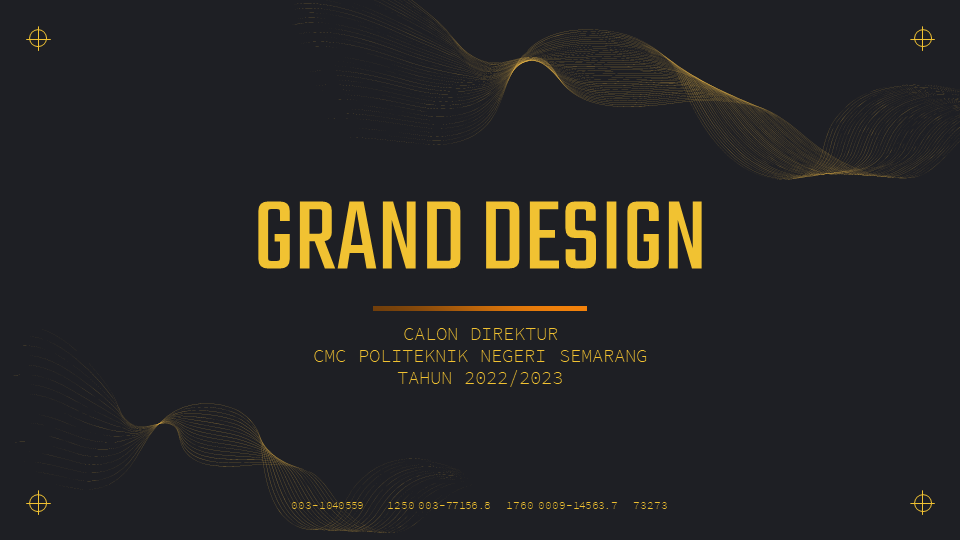 GRAND DESIGN
CALON DIREKTUR
CMC POLITEKNIK NEGERI SEMARANG
TAHUN 2022/2023
003-1040559 1250 003-77156.8 1760 0009-14563.7 73273